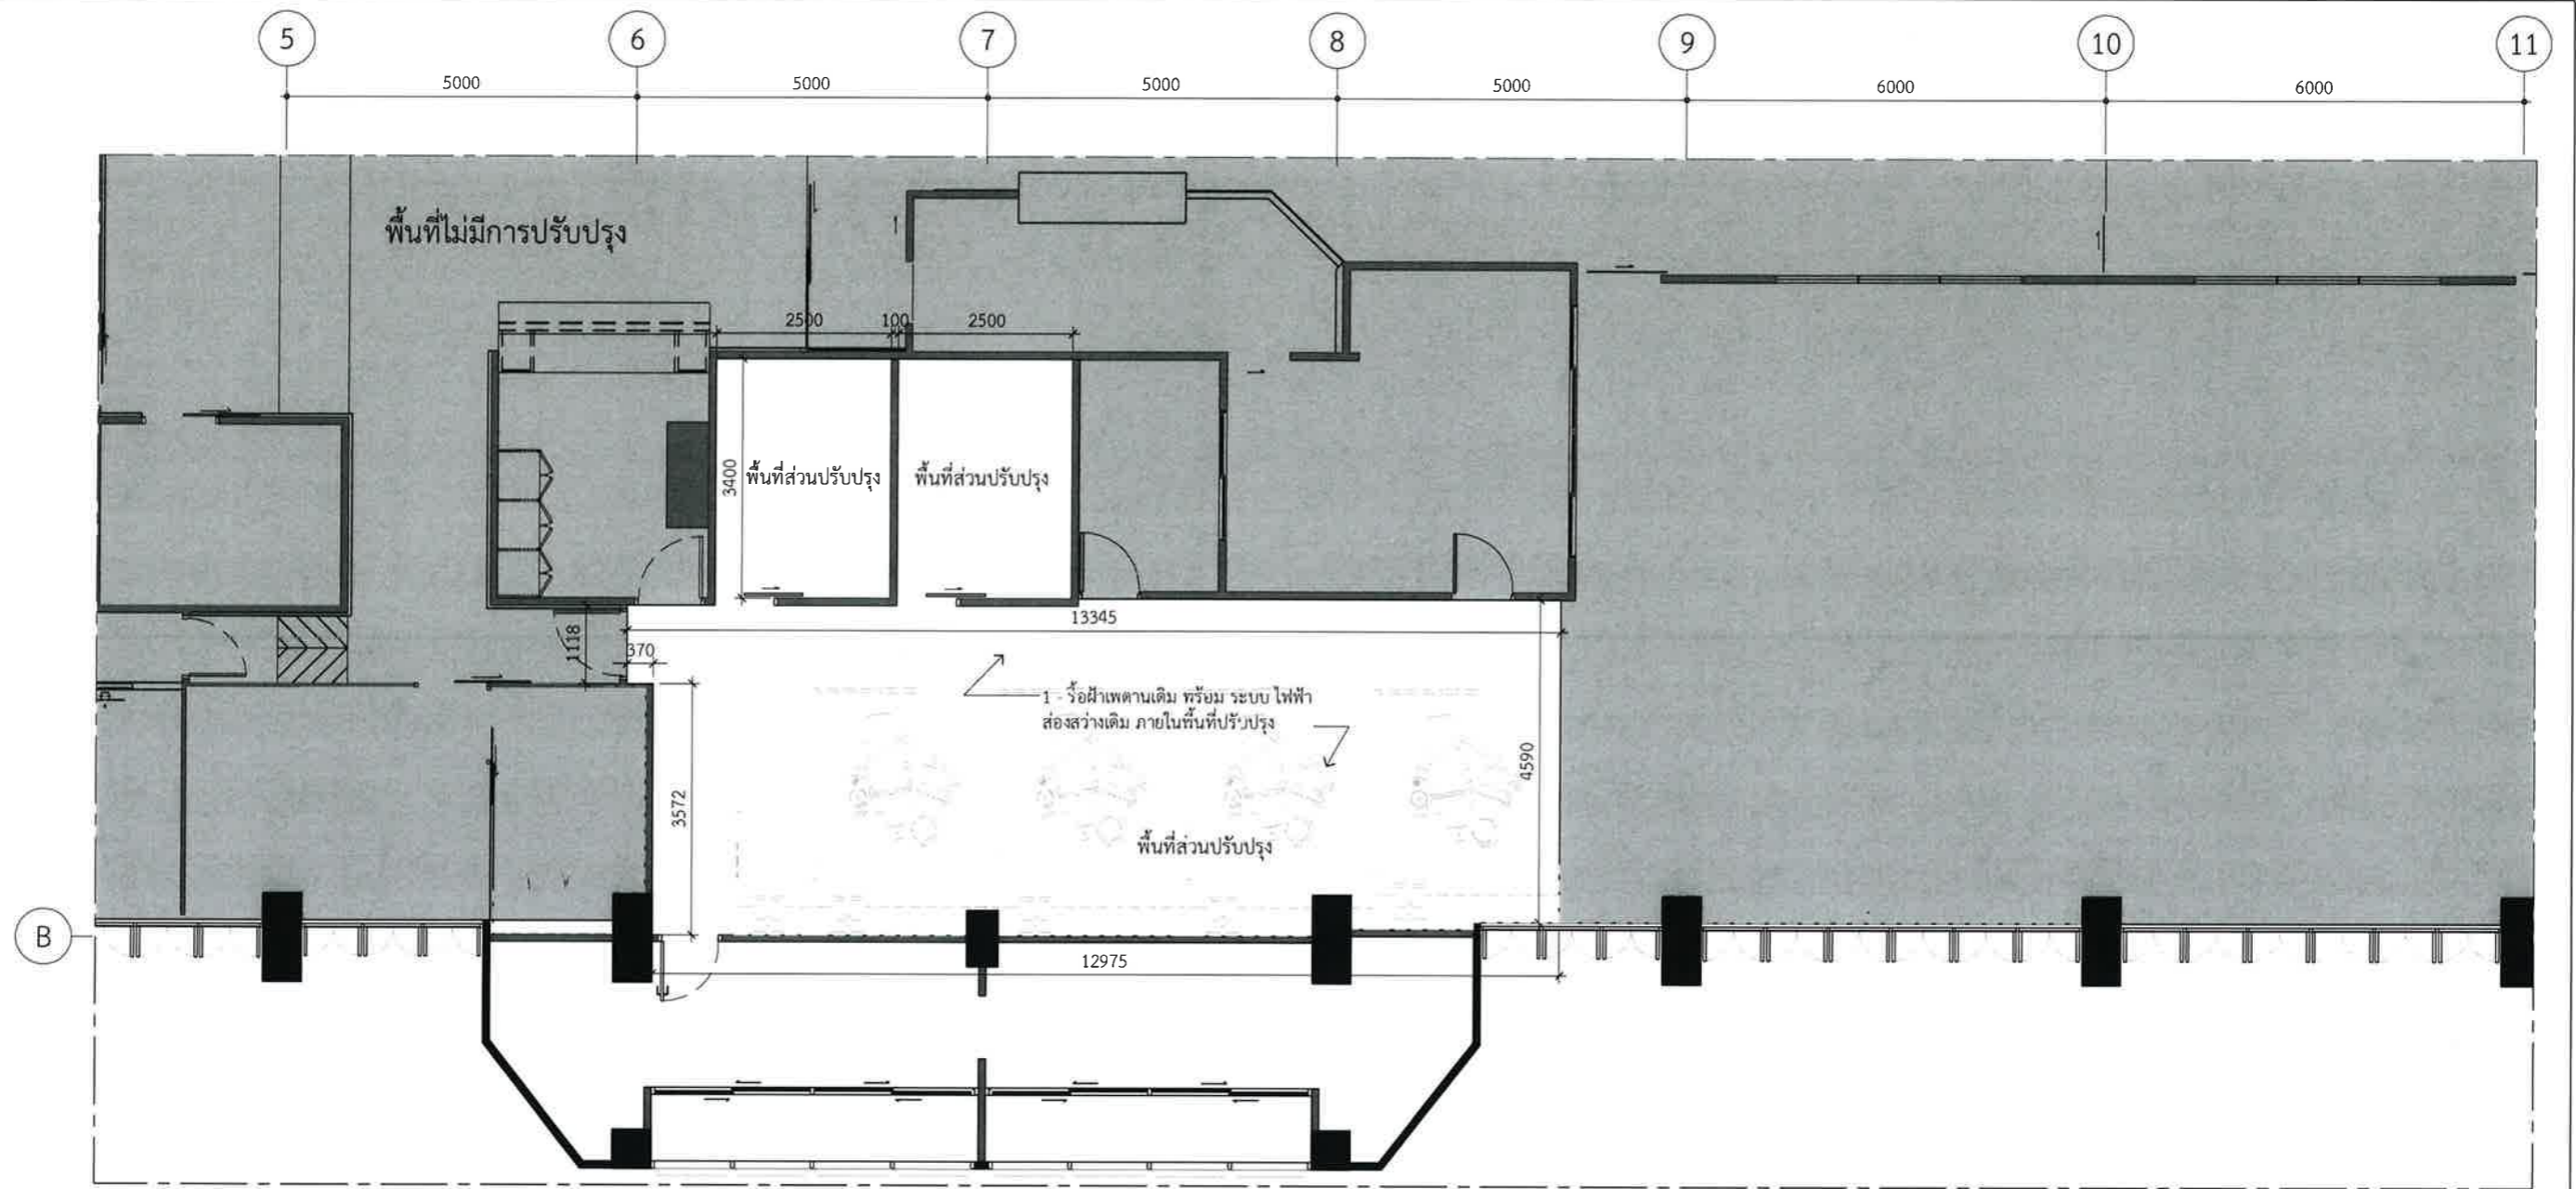 5 6 7 8 9 10 11
5000 5000 5000 5000 6000 6000
พื้นที่ไม่มีการปรับปรุง
2500 100 2500
3400
พื้นที่ส่วนปรับปรุง พื้นที่ส่วนปรับปรุง
13345
1118
370
1 - รื้อฝ้าเพดานเดิม พร้อม ระบบ ไฟฟ้า
ส่องสว่างเดิม ภายในพื้นที่ปรับปรุง
4590
3572
พื้นที่ส่วนปรับปรุง
B
12975